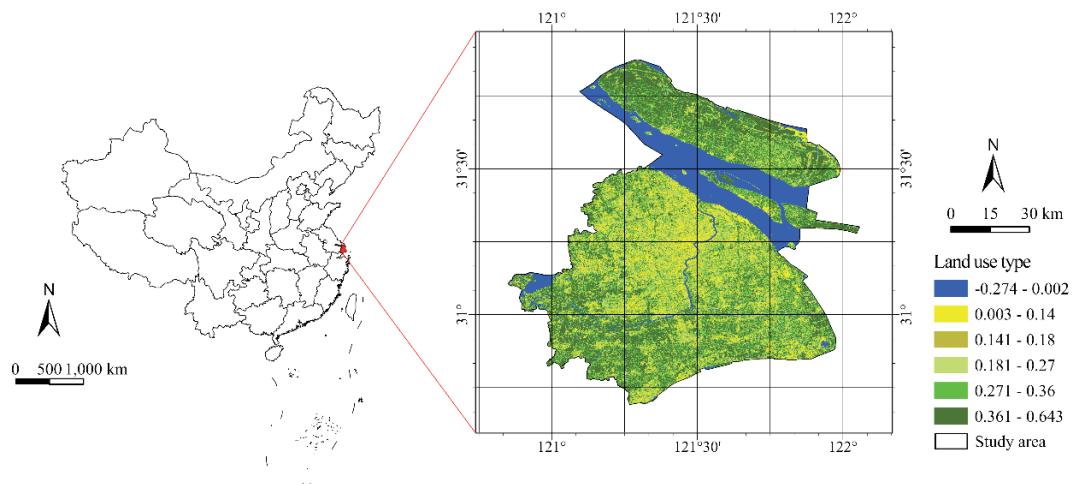 N
0 500 1,000 km
121° 121°30′ 122°
31°30′ 31°30′
31° 31°
121° 121°30′ 122°
N
0 15 30 km
Land use type
-0.274 - 0.002
0.003 - 0.14
0.141 - 0.18
0.181 - 0.27
0.271 - 0.36
0.361 - 0.643
Study area